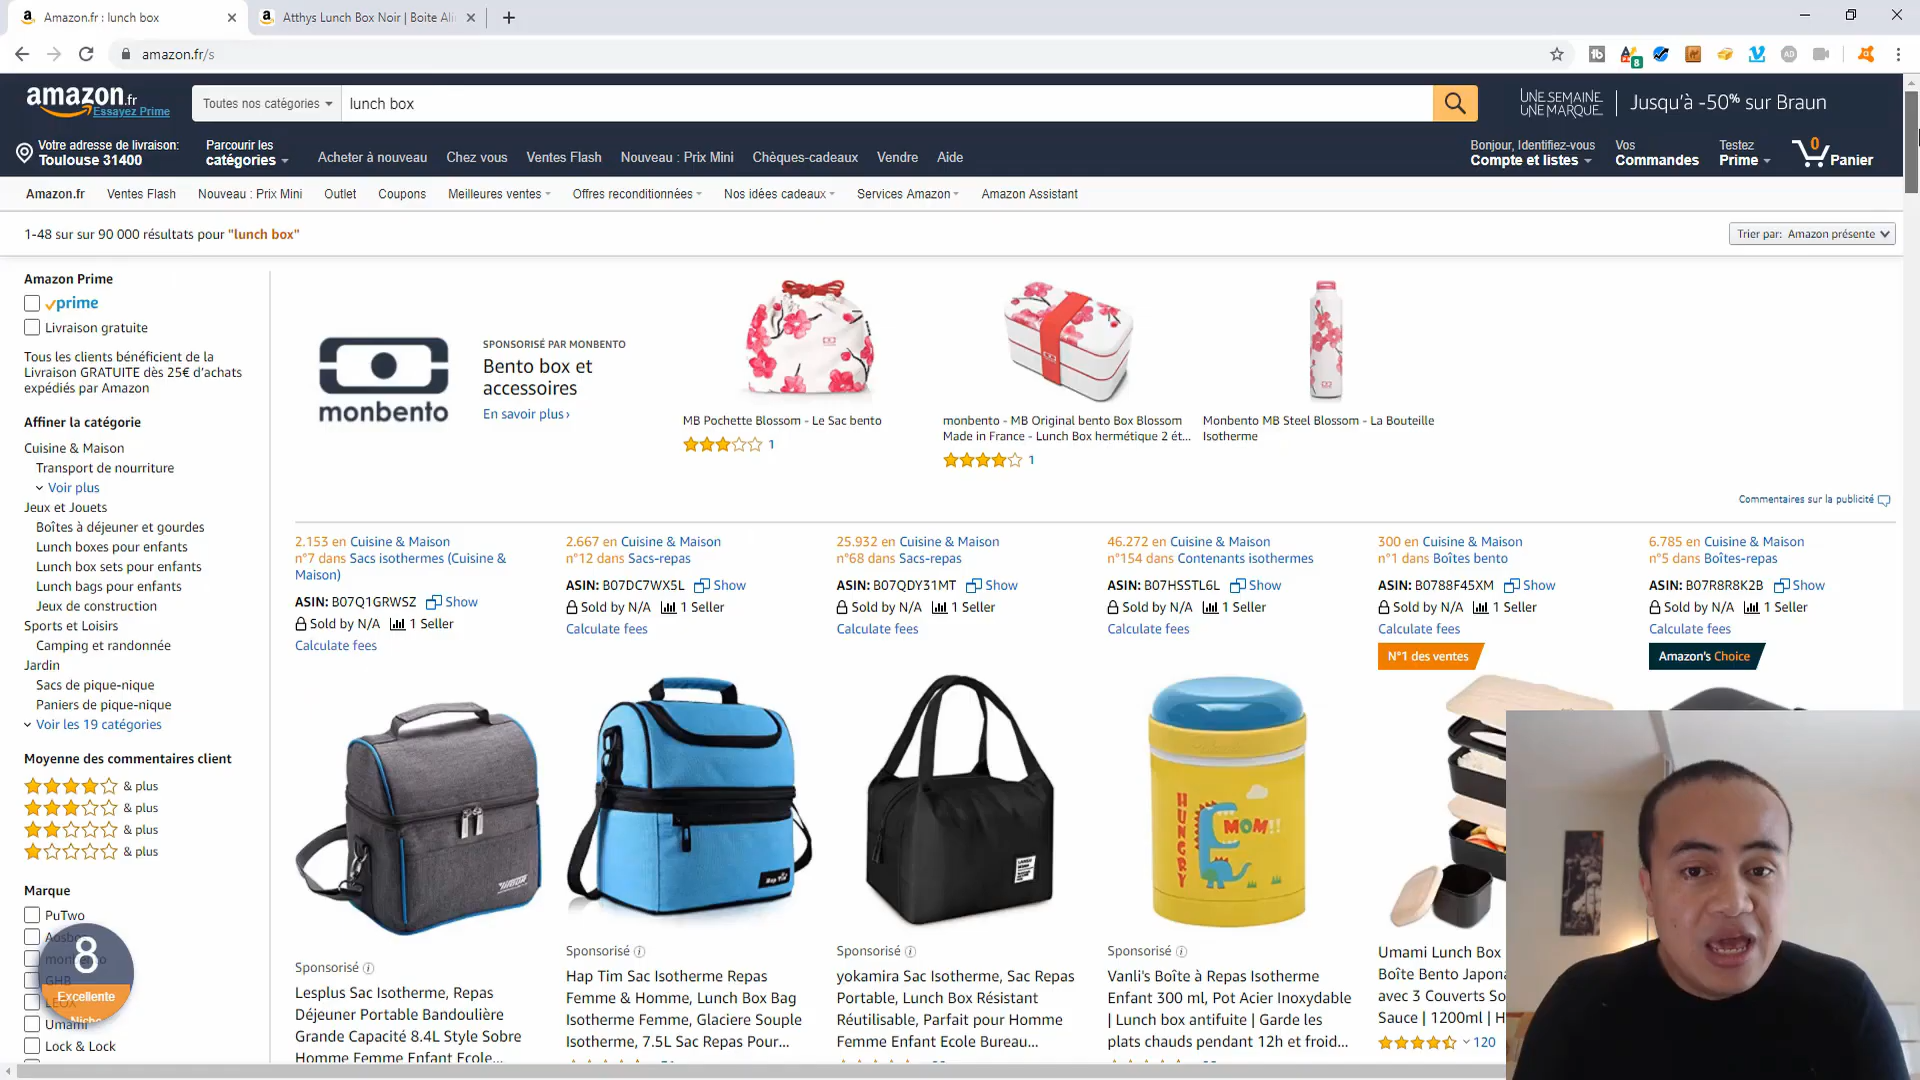 Amazon.fr : lunch box
Atthys Lunch Box Noir | Boite Ali
amazon.fr/s
8
amazon.fr
Essayez Prime
Toutes nos catégories
lunch box
UNE SEMAINE
UNE MARQUE
Jusqu'à -50% sur Braun
Votre adresse de livraison:
Toulouse 31400
Parcourir les
catégories
Acheter à nouveau
Chez vous
Ventes Flash
Nouveau : Prix Mini
Chèques-cadeaux
Vendre
Aide
Bonjour, Identifiez-vous
Compte et listes
Vos
Commandes
Testez
Prime
0
Panier
Amazon.fr
Ventes Flash
Nouveau : Prix Mini
Outlet
Coupons
Meilleures ventes
Offres reconditionnées
Nos idées cadeaux
Services Amazon
Amazon Assistant
1-48 sur sur 90 000 résultats pour "lunch box"
Trier par: Amazon présente
Amazon Prime
prime
Livraison gratuite
Tous les clients bénéficient de la
Livraison GRATUITE dès 25€ d'achats
expédiés par Amazon
Affiner la catégorie
Cuisine & Maison
Transport de nourriture
Voir plus
Jeux et Jouets
Boîtes à déjeuner et gourdes
Lunch boxes pour enfants
Lunch box sets pour enfants
Lunch bags pour enfants
Jeux de construction
Sports et Loisirs
Camping et randonnée
Jardin
Sacs de pique-nique
Paniers de pique-nique
Voir les 19 catégories
Moyenne des commentaires client
& plus
& plus
& plus
& plus
Marque
PuTwo
Umami
Lock & Lock
8
Excellente
Niche
monbento
SPONSORISÉ PAR MONBENTO
Bento box et
accessoires
En savoir plus›
MB Pochette Blossom - Le Sac bento
1
monbento - MB Original bento Box Blossom
Made in France - Lunch Box hermétique 2 ét...
1
Monbento MB Steel Blossom - La Bouteille
Isotherme
Commentaires sur la publicité
2.153 en Cuisine & Maison
n°7 dans Sacs isothermes (Cuisine &
Maison)
ASIN: B07Q1GRWSZ Show
Sold by N/A 1 Seller
Calculate fees
Sponsorisé
Lesplus Sac Isotherme, Repas
Déjeuner Portable Bandoulière
Grande Capacité 8.4L Style Sobre
Homme Femme Enfant Ecole...
2.667 en Cuisine & Maison
n°12 dans Sacs-repas
ASIN: B07DC7WX5L Show
Sold by N/A 1 Seller
Calculate fees
Hap Tim
Sponsorisé
Hap Tim Sac Isotherme Repas
Femme & Homme, Lunch Box Bag
Isotherme Femme, Glaciere Souple
Isotherme, 7.5L Sac Repas Pour...
25.932 en Cuisine & Maison
n°68 dans Sacs-repas
ASIN: B07QDY31MT Show
Sold by N/A 1 Seller
Calculate fees
Sponsorisé
yokamira Sac Isotherme, Sac Repas
Portable, Lunch Box Résistant
Réutilisable, Parfait pour Homme
Femme Enfant Ecole Bureau...
46.272 en Cuisine & Maison
n°154 dans Contenants isothermes
ASIN: B07HSSTL6L Show
Sold by N/A 1 Seller
Calculate fees
HUNGRY
MOM!!
Sponsorisé
Vanli's Boîte à Repas Isotherme
Enfant 300 ml, Pot Acier Inoxydable
| Lunch box antifuite | Garde les
plats chauds pendant 12h et froid...
300 en Cuisine & Maison
n°1 dans Boîtes bento
ASIN: B0788F45XM Show
Sold by N/A 1 Seller
Calculate fees
N°1 des ventes
Umami Lunch Box
Boîte Bento Japona
avec 3 Couverts So
Sauce | 1200ml | H
120
6.785 en Cuisine & Maison
n°5 dans Boîtes-repas
ASIN: B07R8R8K2B Show
Sold by N/A 1 Seller
Calculate fees
Amazon's Choice